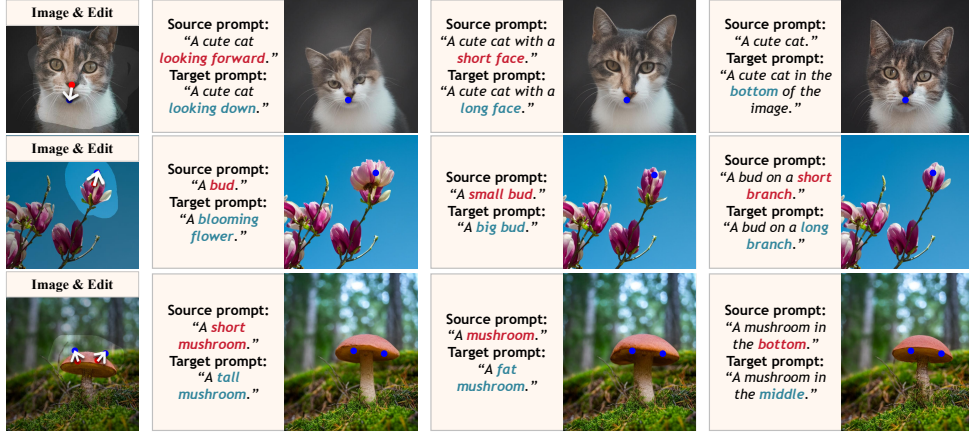 Image & Edit
Source prompt:
“A cute cat
looking forward.”
Target prompt:
“A cute cat
looking down.”
Source prompt:
“A cute cat with a
short face.”
Target prompt:
“A cute cat with a
long face.”
Source prompt:
“A cute cat.”
Target prompt:
“A cute cat in the
bottom of the
image.”
Image & Edit
Source prompt:
“A bud.”
Target prompt:
“A blooming
flower.”
Source prompt:
“A small bud.”
Target prompt:
“A big bud.”
Source prompt:
“A bud on a short
branch.”
Target prompt:
“A bud on a long
branch.”
Image & Edit
Source prompt:
“A short
mushroom.”
Target prompt:
“A tall
mushroom.”
Source prompt:
“A mushroom.”
Target prompt:
“A fat
mushroom.”
Source prompt:
“A mushroom in
the bottom.”
Target prompt:
“A mushroom in
the middle.”